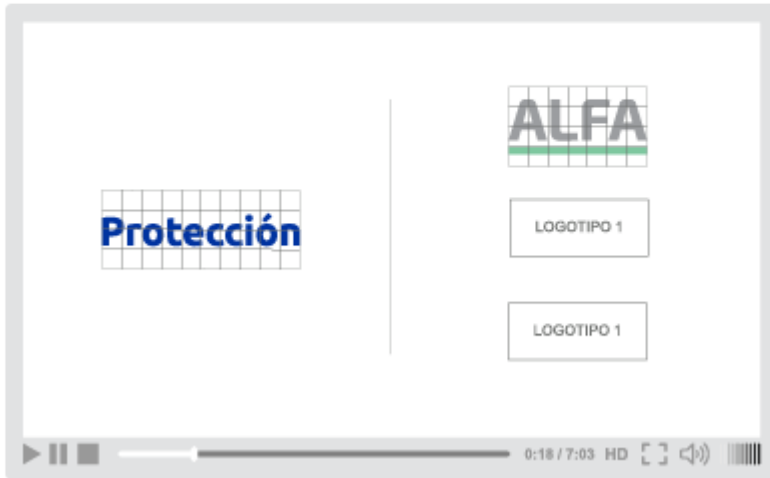 Protección
ALFA
LOGOTIPO 1
LOGOTIPO 1
0:18 / 7:03 HD